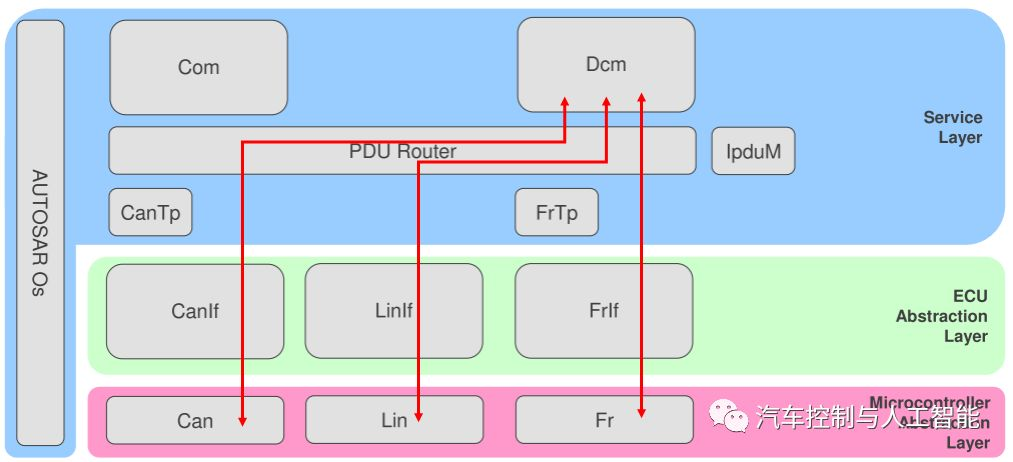 Com
Dcm
Service
Layer
PDU Router
IpduM
AUTOSAR Os
CanTp
FrTp
CanIf
LinIf
FrIf
ECU
Abstraction
Layer
Can
Lin
Fr
Microcontroller
Abstraction
Layer
汽车控制与人工智能